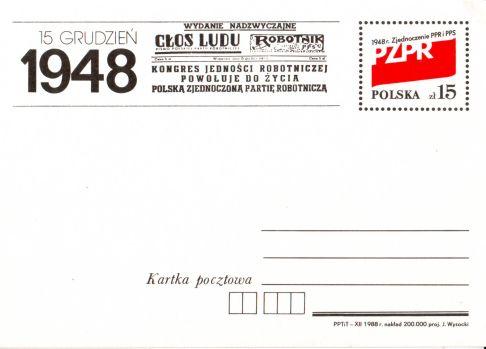 15 GRUDZIEŃ
1948
WYDANIE NADZWYCZAJNE
GŁOS LUDU ROBOTNIK
KONGRES JEDNOŚCI ROBOTNICZEJ
POWOŁUJE DO ŻYCIA
POLSKĄ ZJEDNOCZONĄ PARTIĘ ROBOTNICZĄ
1948 r. Zjednoczenie PPR i PPS
PZPR
POLSKA zł 15
Kartka pocztowa
PPTiT - XII 1988 r. nakład 200.000 proj. J. Wysocki